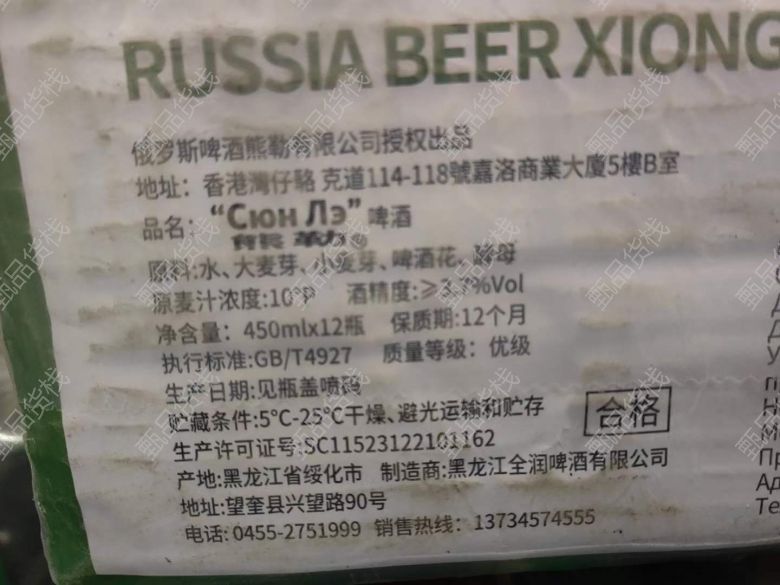 RUSSIA BEER XIONG
俄罗斯啤酒熊勒有限公司授权出品
地址：香港灣仔駱 克道114-118號嘉洛商業大廈5樓B室
品名：“Сюн Лэ”啤酒
熊勒®
原料:水、大麦芽、小麦芽、啤酒花、酵母
原麦汁浓度:10°P 酒精度:≥3.7%Vol
净含量：450mlx12瓶 保质期:12个月
执行标准:GB/T4927 质量等级：优级
生产日期:见瓶盖喷码
贮藏条件:5°C-25°C干燥、避光运输和贮存
合格
生产许可证号:SC11523122101162
产地:黑龙江省绥化市 制造商:黑龙江全润啤酒有限公司
地址:望奎县兴望路90号
电话: 0455-2751999 销售热线：13734574555
甄品货栈